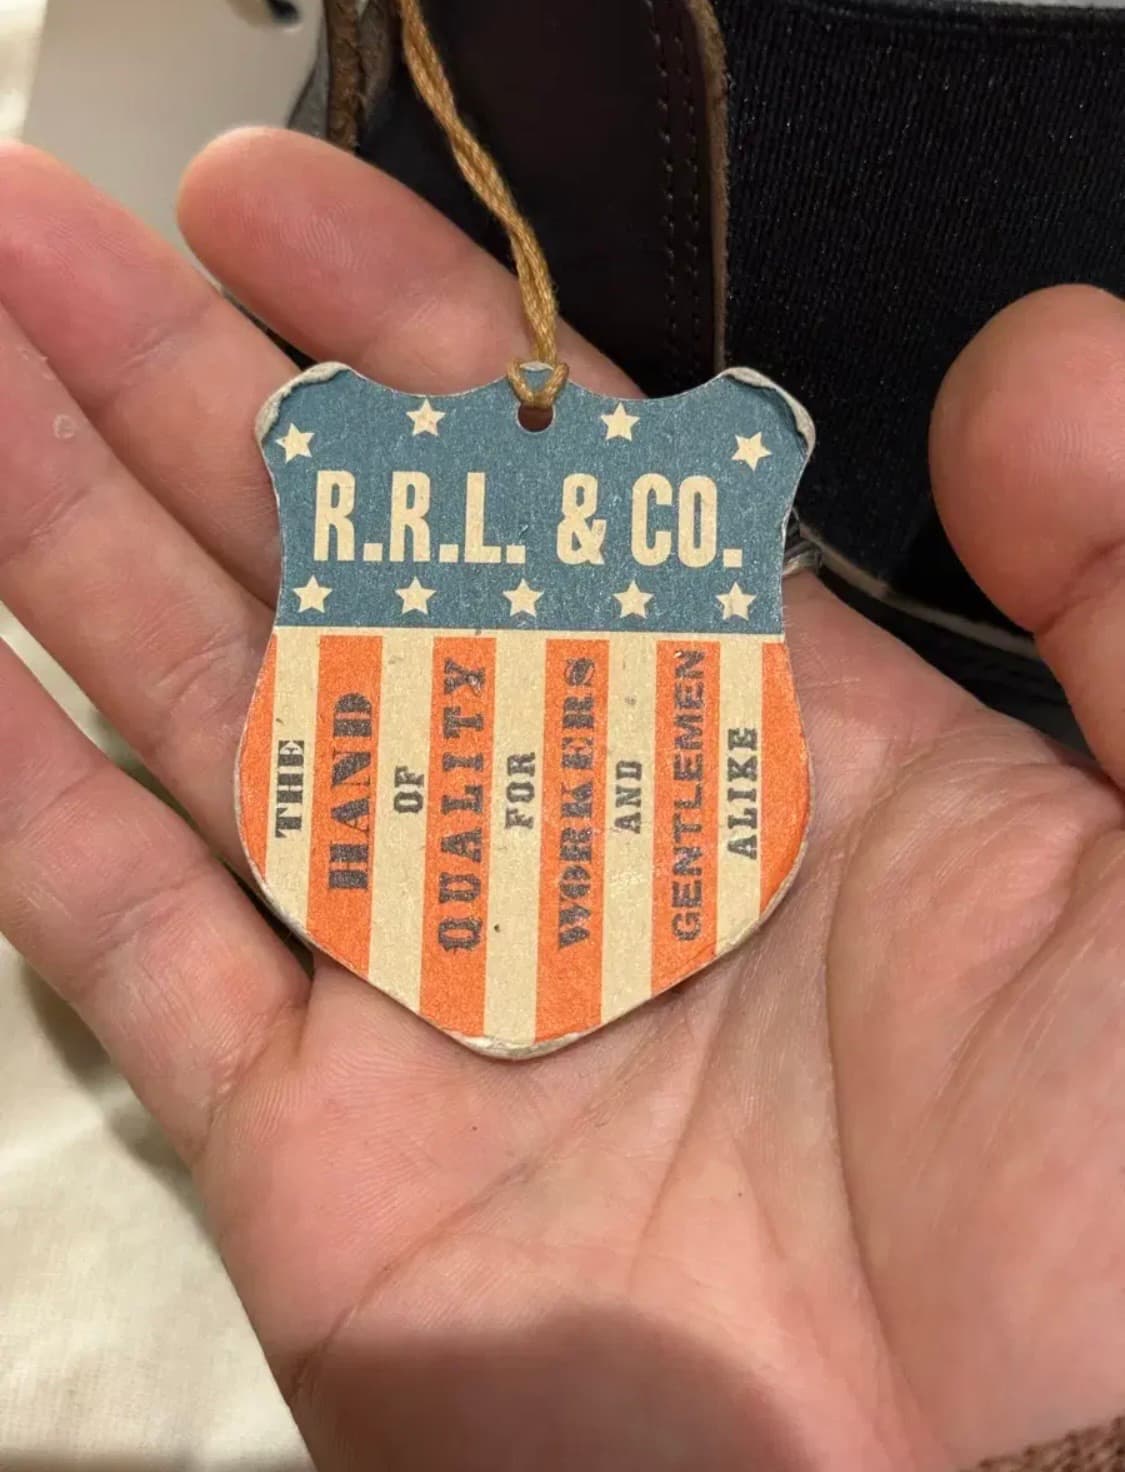 R.R.L. & CO.
THE
HAND
OF
QUALITY
FOR
WORKERS
AND
GENTLEMEN
ALIKE